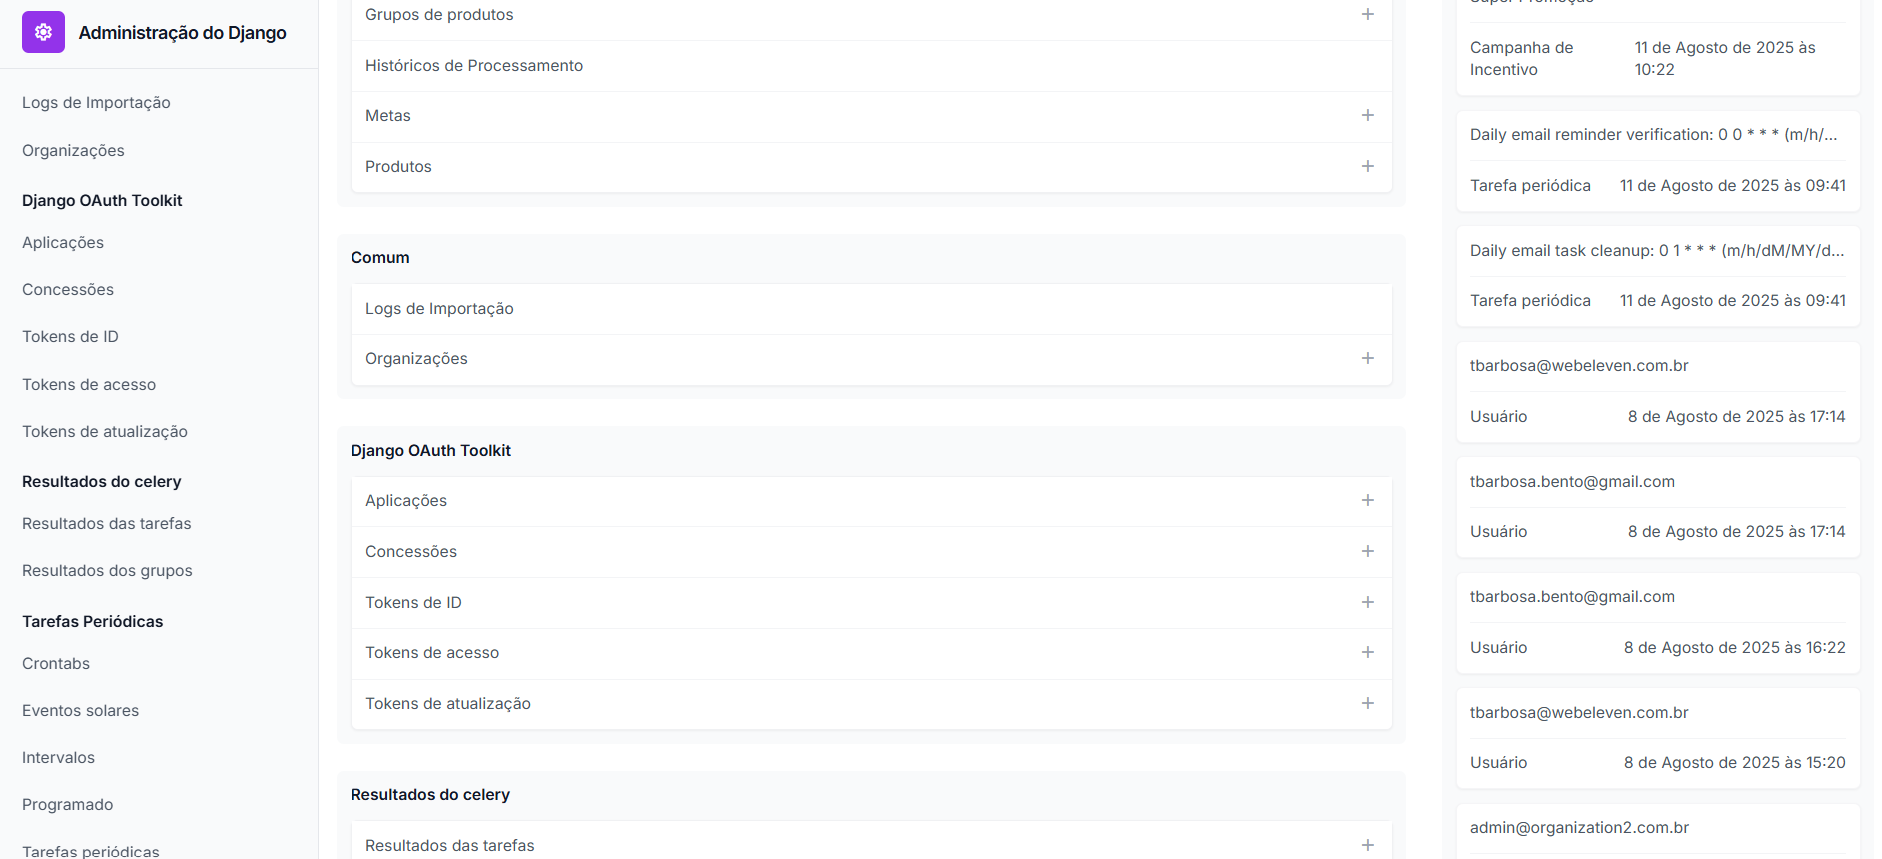 Administração do Django
Logs de Importação
Organizações
Django OAuth Toolkit
Aplicações
Concessões
Tokens de ID
Tokens de acesso
Tokens de atualização
Resultados do celery
Resultados das tarefas
Resultados dos grupos
Tarefas Periódicas
Crontabs
Eventos solares
Intervalos
Programado
Tarefas periódicas
Grupos de produtos
Históricos de Processamento
Metas
Produtos
Comum
Logs de Importação
Organizações
Django OAuth Toolkit
Aplicações
Concessões
Tokens de ID
Tokens de acesso
Tokens de atualização
Resultados do celery
Resultados das tarefas
Super Promoção
Campanha de Incentivo
11 de Agosto de 2025 às 10:22
Daily email reminder verification: 0 0 * * * (m/h/...
Tarefa periódica 11 de Agosto de 2025 às 09:41
Daily email task cleanup: 0 1 * * * (m/h/dM/MY/d...
Tarefa periódica 11 de Agosto de 2025 às 09:41
tbarbosa@webeleven.com.br
Usuário 8 de Agosto de 2025 às 17:14
tbarbosa.bento@gmail.com
Usuário 8 de Agosto de 2025 às 17:14
tbarbosa.bento@gmail.com
Usuário 8 de Agosto de 2025 às 16:22
tbarbosa@webeleven.com.br
Usuário 8 de Agosto de 2025 às 15:20
admin@organization2.com.br